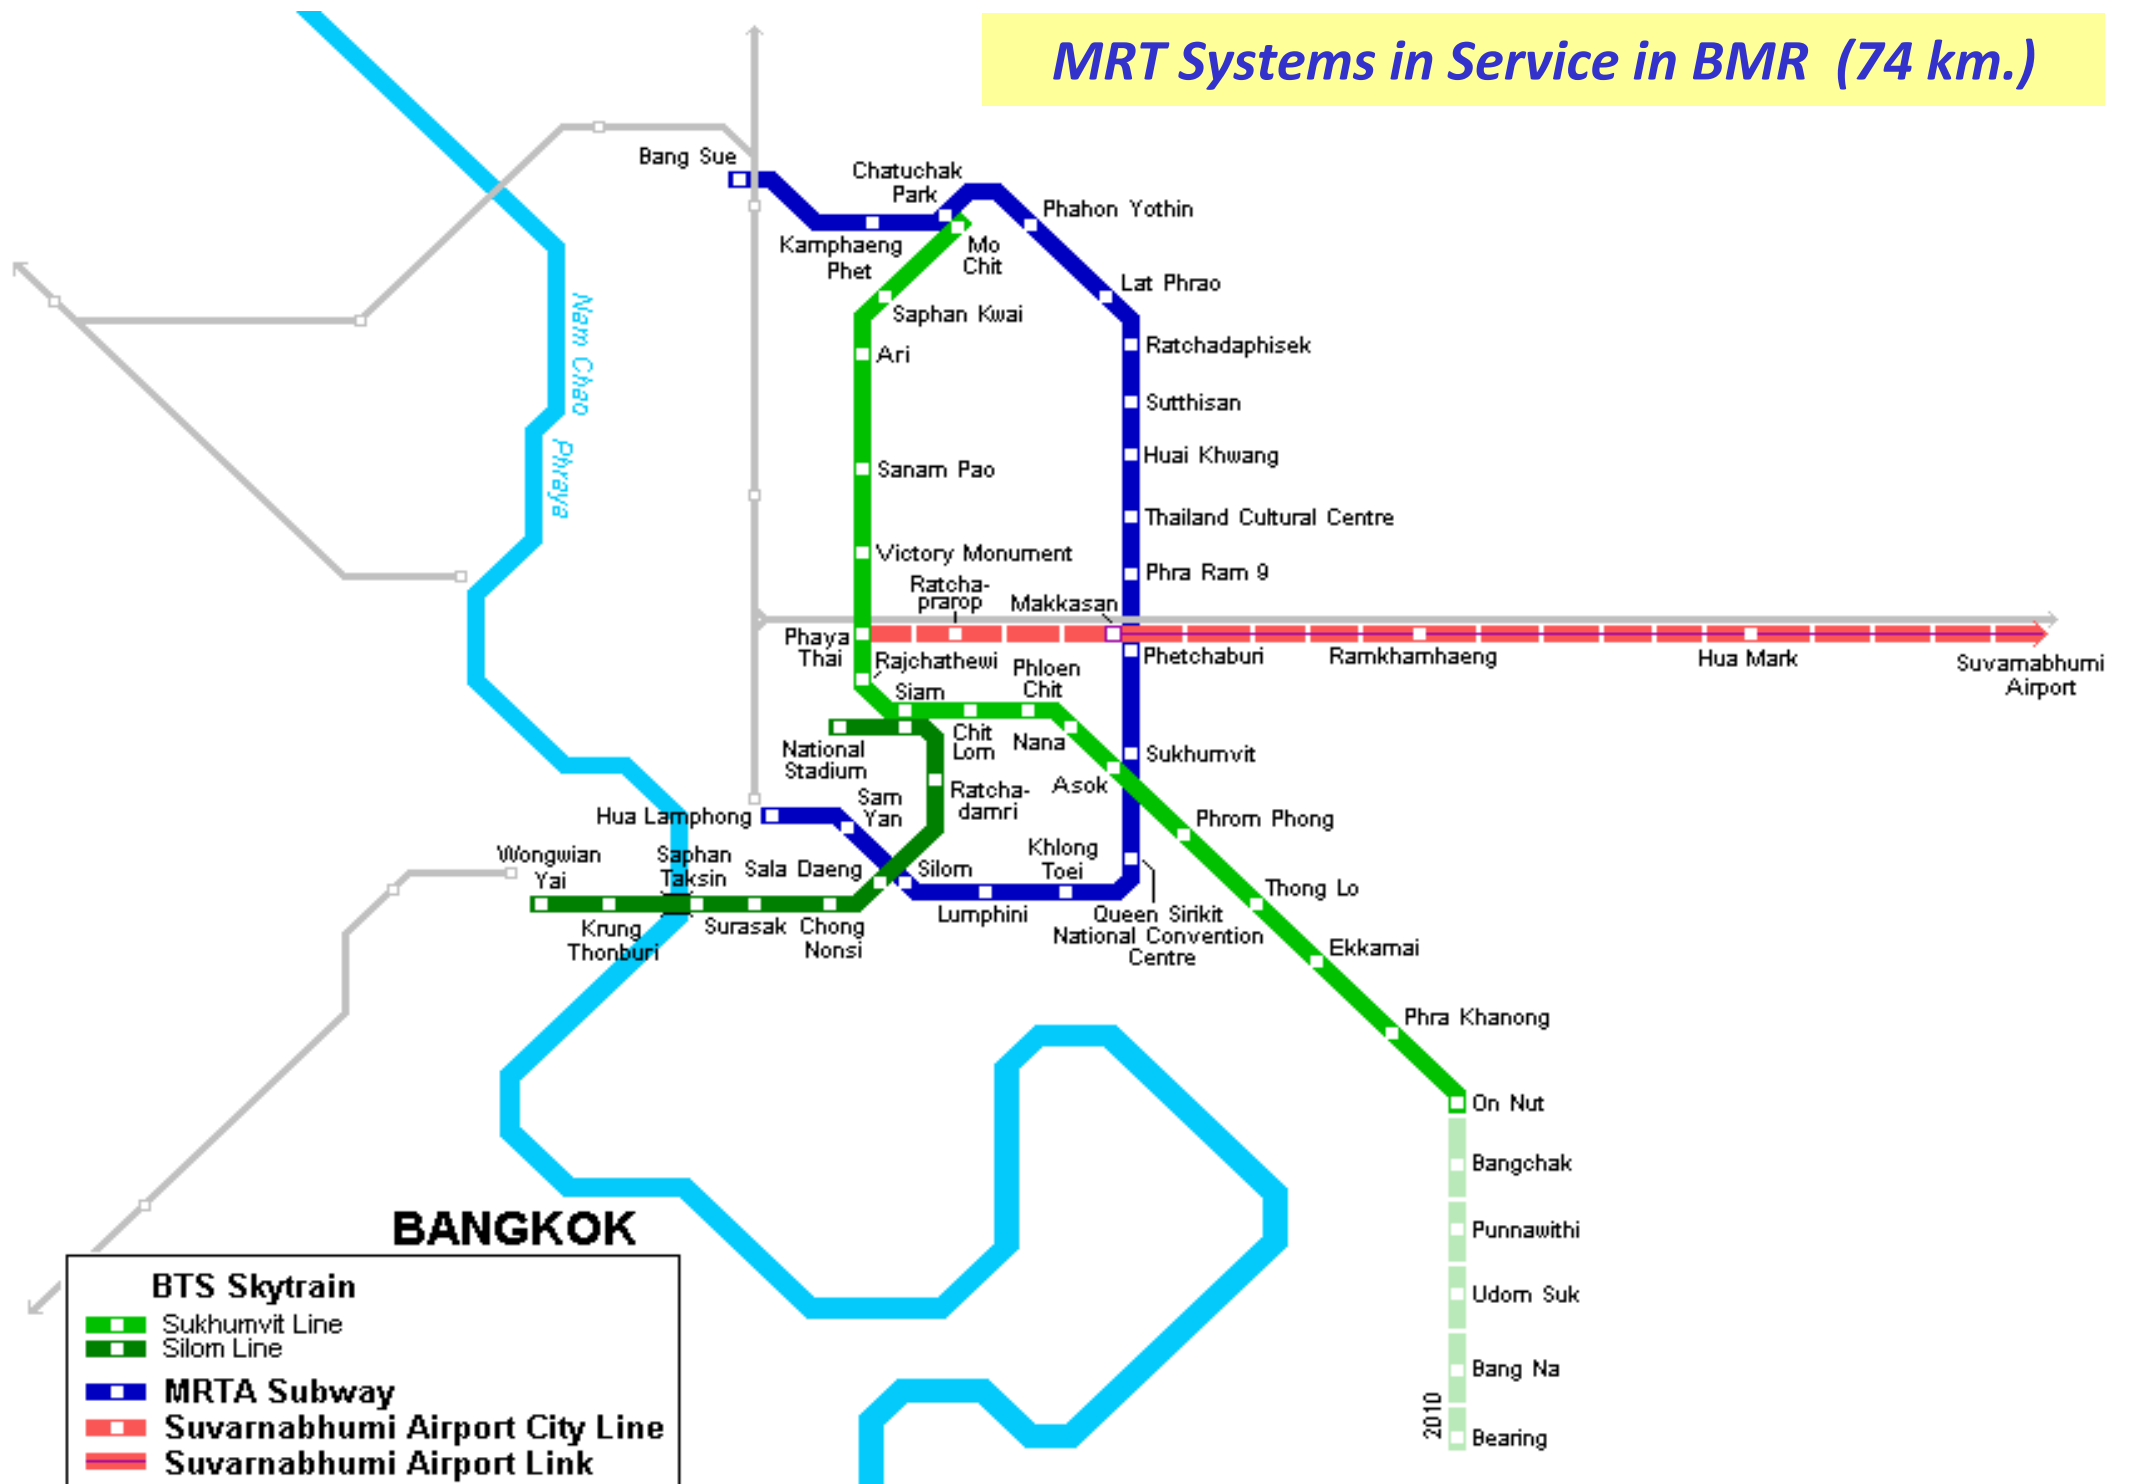 MRT Systems in Service in BMR (74 km.)
Bang Sue
Chatuchak
Park
Phahon Yothin
Kamphaeng
Phet
Mo
Chit
Lat Phrao
Saphan Kwai
Ratchadaphisek
Ari
Sutthisan
Nam Chao
Phraya
Huai Khwang
Sanam Pao
Thailand Cultural Centre
Victory Monument
Phra Ram 9
Ratcha-
prarop
Makkasan
Phaya
Thai
Rajchathewi
Phloen
Chit
Phetchaburi
Ramkhamhaeng
Hua Mark
Suvarnabhumi
Airport
Siam
National
Stadium
Chit
Lom
Nana
Sukhumvit
Asok
Ratcha-
damri
Sam
Yan
Hua Lamphong
Phrom Phong
Wongwian
Yai
Saphan
Taksin
Sala Daeng
Silom
Khlong
Toei
Thong Lo
Krung
Thonburi
Surasak
Chong
Nonsi
Lumphini
Queen Sirikit
National Convention
Centre
Ekkamai
Phra Khanong
On Nut
Bangchak
Punnawithi
Udom Suk
Bang Na
2010
Bearing
BANGKOK
BTS Skytrain
Sukhumvit Line
Silom Line
MRTA Subway
Suvarnabhumi Airport City Line
Suvarnabhumi Airport Link